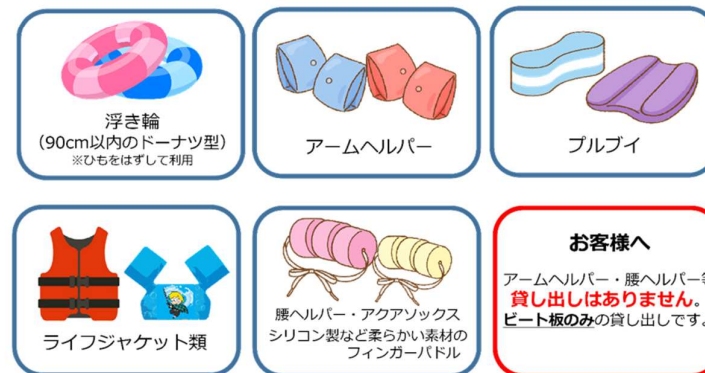 浮き輪
（90cm以内のドーナツ型）
※ひもをはずして利用
アームヘルパー
プルブイ
ライフジャケット類
腰ヘルパー・アクアソックス
シリコン製など柔らかい素材の
フィンガーパドル
お客様へ
アームヘルパー・腰ヘルパー等
貸し出しはありません。
ビート板のみの貸し出しです。